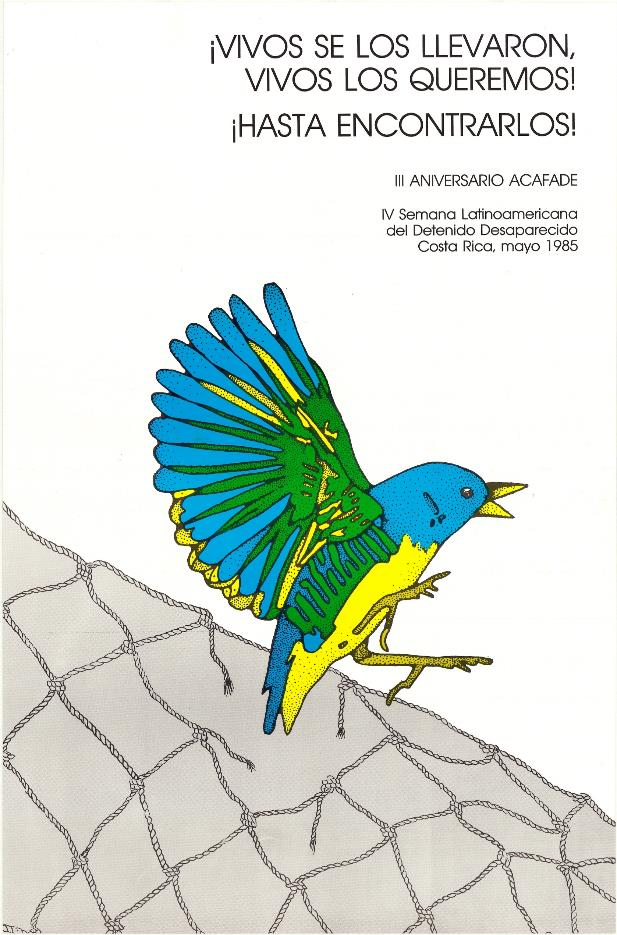 ¡VIVOS SE LOS LLEVARON,
VIVOS LOS QUEREMOS!
¡HASTA ENCONTRARLOS!
III ANIVERSARIO ACAFADE
IV Semana Latinoamericana
del Detenido Desaparecido
Costa Rica, mayo 1985